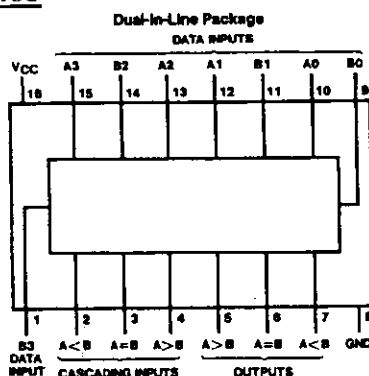 Dual-In-Line Package
DATA INPUTS
VCC A3 B2 A2 A1 B1 A0 B0
16 15 14 13 12 11 10 9
1 2 3 4 5 6 7
B3 A<B A=B A>B A>B A=B A<B GND
DATA
INPUT CASCADING INPUTS OUTPUTS